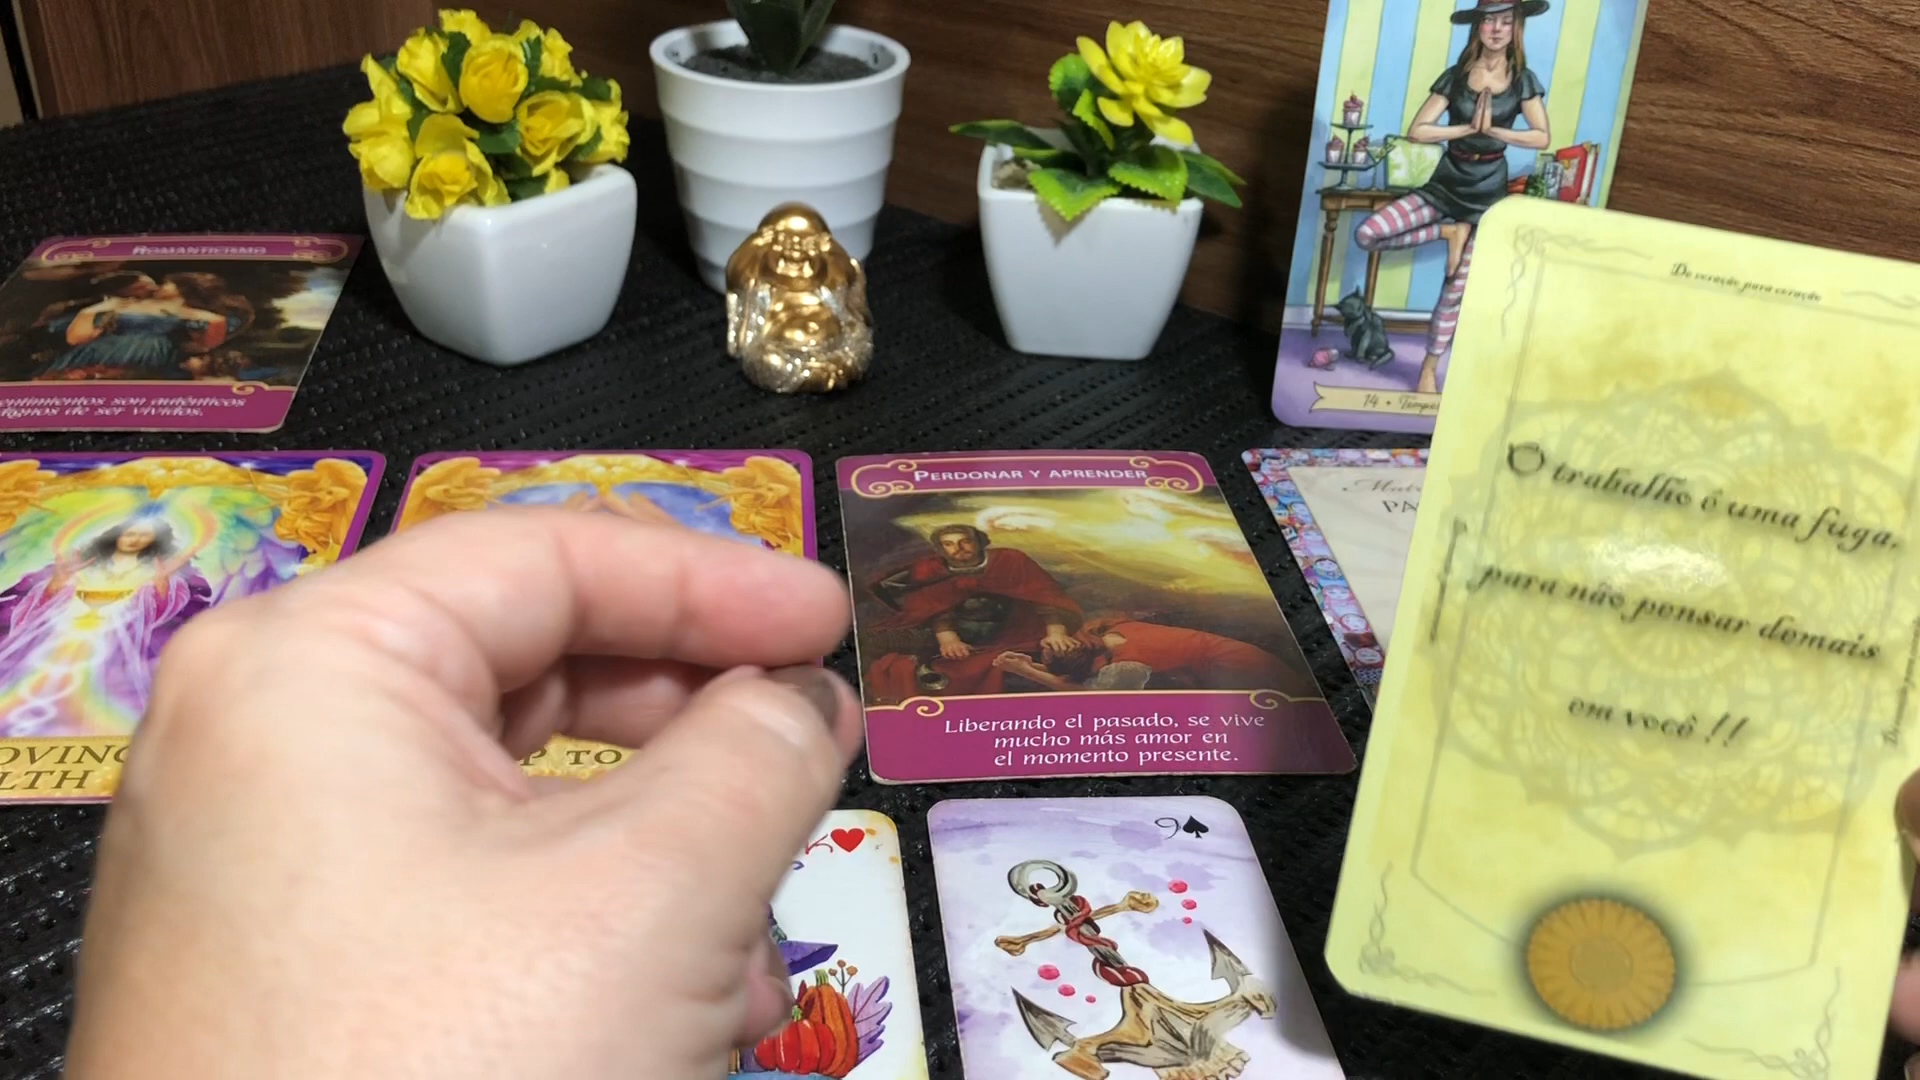 ROMANTICISMO
entimientos son auténticos
dignos de ser vividos.
14 • Temper
De coração para coração
O trabalho é uma fuga,
para não pensar demais
em você !!
PERDONAR Y APRENDER
Liberando el pasado, se vive
mucho más amor en
el momento presente.
PA
OVING
LTH
P TO
K
9